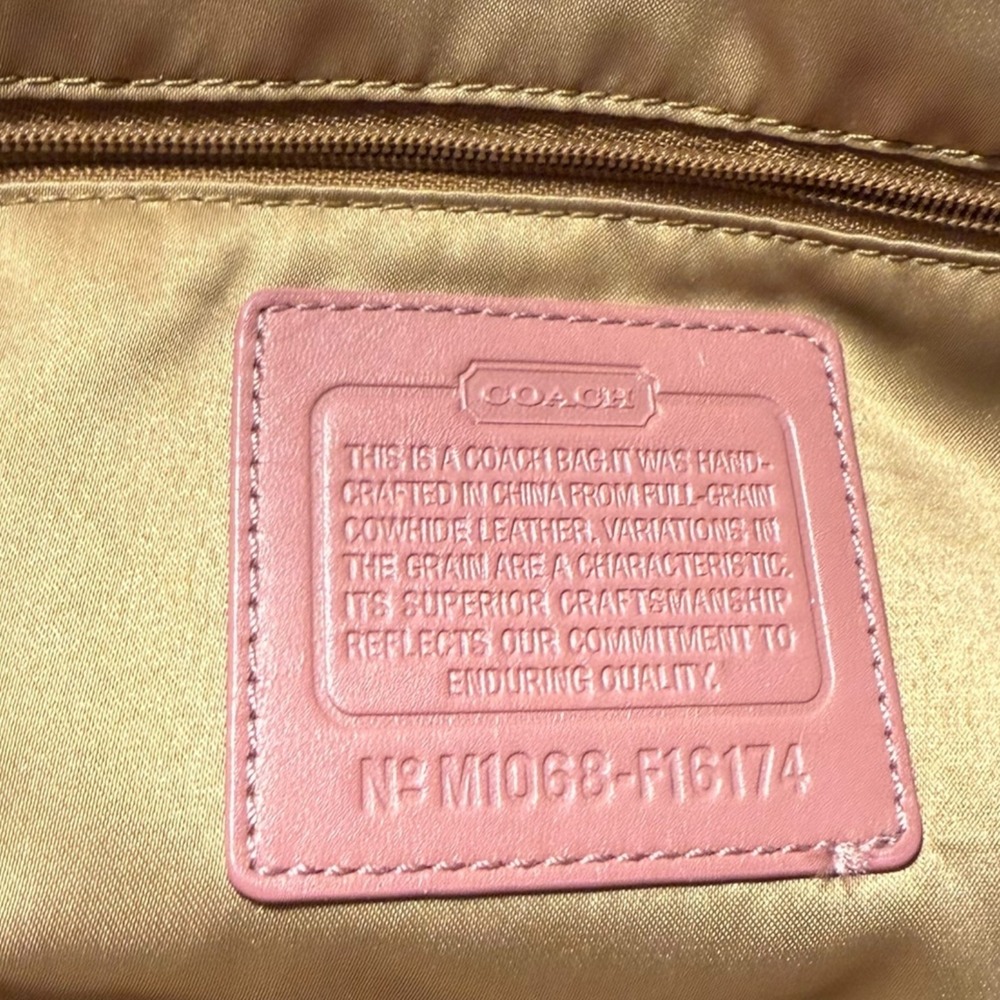 COACH
THIS IS A COACH BAG.IT WAS HAND-
CRAFTED IN CHINA FROM FULL-GRAIN
COWHIDE LEATHER. VARIATIONS IN
THE GRAIN ARE A CHARACTERISTIC.
ITS SUPERIOR CRAFTSMANSHIP
REFLECTS OUR COMMITMENT TO
ENDURING QUALITY.
Nº M1068-F16174